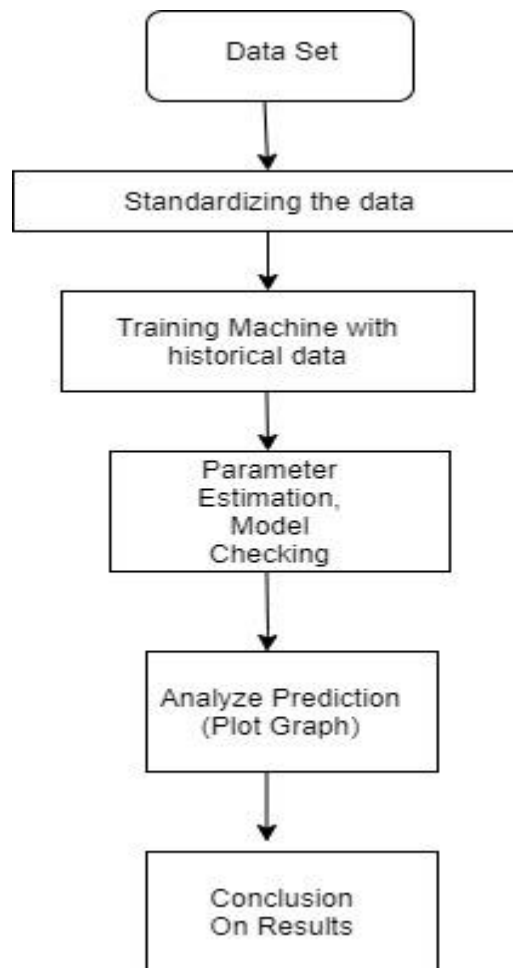 Data Set
Standardizing the data
Training Machine with
historical data
Parameter
Estimation,
Model
Checking
Analyze Prediction
(Plot Graph)
Conclusion
On Results